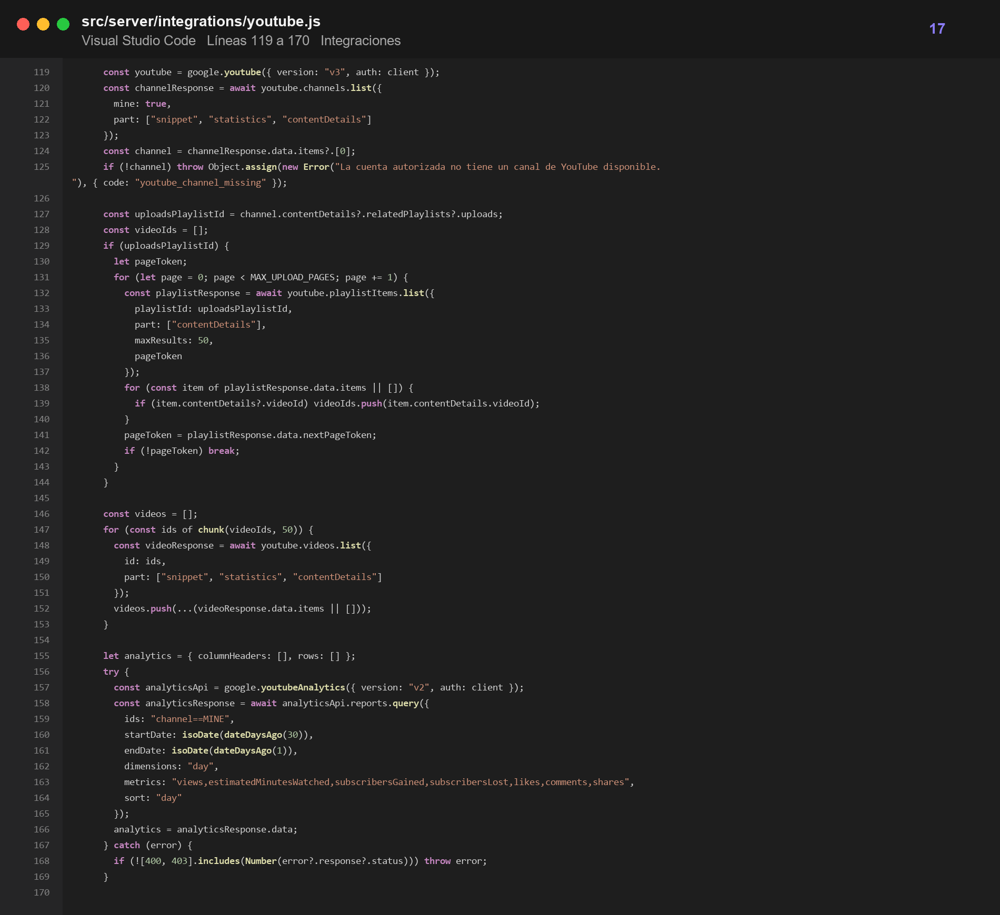 src/server/integrations/youtube.js
Visual Studio Code   Líneas 119 a 170   Integraciones
17
119       const youtube = google.youtube({ version: "v3", auth: client });
120       const channelResponse = await youtube.channels.list({
121         mine: true,
122         part: ["snippet", "statistics", "contentDetails"]
123       });
124       const channel = channelResponse.data.items?.[0];
125       if (!channel) throw Object.assign(new Error("La cuenta autorizada no tiene un canal de YouTube disponible.
"), { code: "youtube_channel_missing" });
126
127       const uploadsPlaylistId = channel.contentDetails?.relatedPlaylists?.uploads;
128       const videoIds = [];
129       if (uploadsPlaylistId) {
130         let pageToken;
131         for (let page = 0; page < MAX_UPLOAD_PAGES; page += 1) {
132           const playlistResponse = await youtube.playlistItems.list({
133             playlistId: uploadsPlaylistId,
134             part: ["contentDetails"],
135             maxResults: 50,
136             pageToken
137           });
138           for (const item of playlistResponse.data.items || []) {
139             if (item.contentDetails?.videoId) videoIds.push(item.contentDetails.videoId);
140           }
141           pageToken = playlistResponse.data.nextPageToken;
142           if (!pageToken) break;
143         }
144       }
145
146       const videos = [];
147       for (const ids of chunk(videoIds, 50)) {
148         const videoResponse = await youtube.videos.list({
149           id: ids,
150           part: ["snippet", "statistics", "contentDetails"]
151         });
152         videos.push(...(videoResponse.data.items || []));
153       }
154
155       let analytics = { columnHeaders: [], rows: [] };
156       try {
157         const analyticsApi = google.youtubeAnalytics({ version: "v2", auth: client });
158         const analyticsResponse = await analyticsApi.reports.query({
159           ids: "channel==MINE",
160           startDate: isoDate(dateDaysAgo(30)),
161           endDate: isoDate(dateDaysAgo(1)),
162           dimensions: "day",
163           metrics: "views,estimatedMinutesWatched,subscribersGained,subscribersLost,likes,comments,shares",
164           sort: "day"
165         });
166         analytics = analyticsResponse.data;
167       } catch (error) {
168         if (![400, 403].includes(Number(error?.response?.status))) throw error;
169       }
170